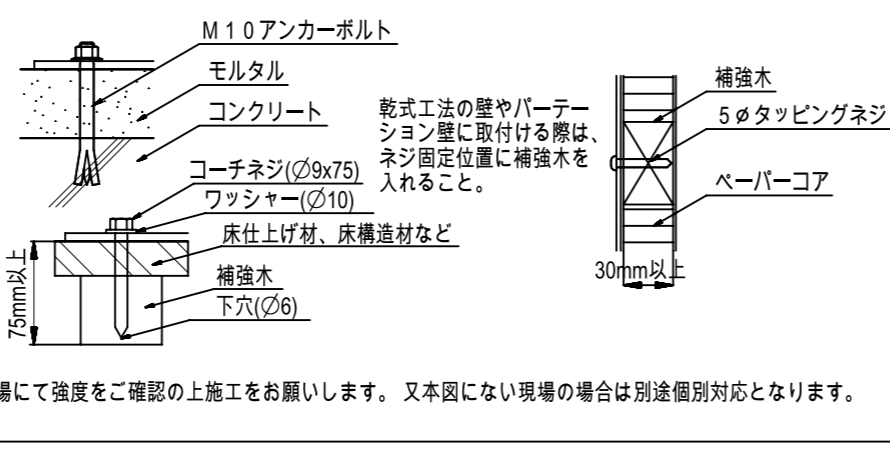 M10アンカーボルト
モルタル
コンクリート
コーチネジ(∅9x75)
ワッシャー(∅10)
床仕上げ材、床構造材など
補強木
下穴(∅6)
75mm以上
乾式工法の壁やパーテー
ション壁に取付ける際は、
ネジ固定位置に補強木を
入れること。
補強木
5φタッピングネジ
ペーパーコア
30mm以上
場にて強度をご確認の上施工をお願いします。 又本図にない現場の場合は別途個別対応となります。